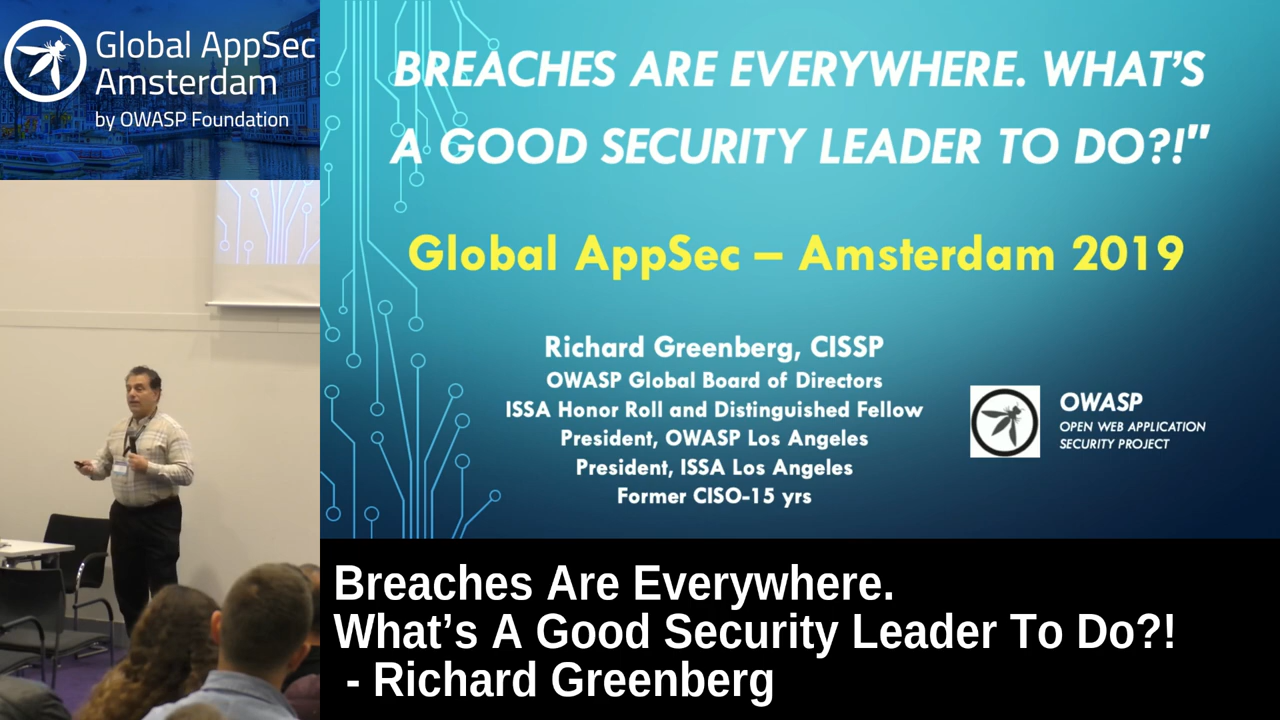 Global AppSec
Amsterdam
by OWASP Foundation
BREACHES ARE EVERYWHERE. WHAT'S
A GOOD SECURITY LEADER TO DO?!"
Global AppSec – Amsterdam 2019
Richard Greenberg, CISSP
OWASP Global Board of Directors
ISSA Honor Roll and Distinguished Fellow
President, OWASP Los Angeles
President, ISSA Los Angeles
Former CISO-15 yrs
OWASP
OPEN WEB APPLICATION
SECURITY PROJECT
Breaches Are Everywhere.
What's A Good Security Leader To Do?!
- Richard Greenberg